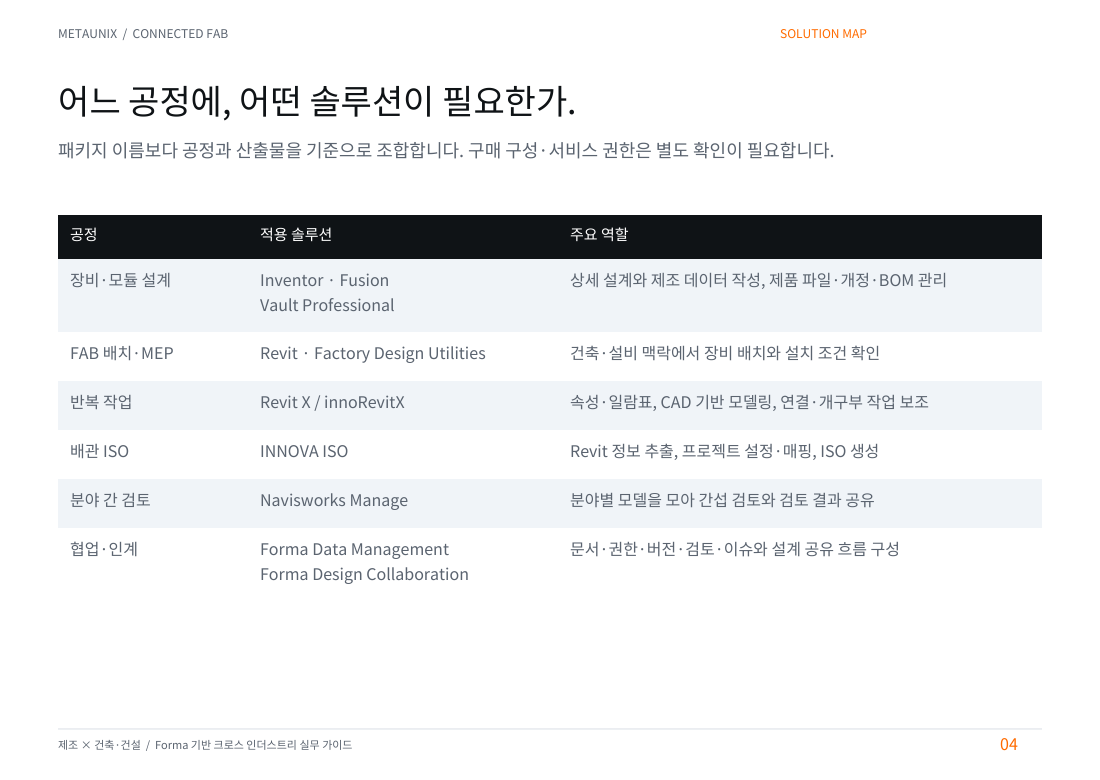 METAUNIX / CONNECTED FAB
SOLUTION MAP
어느 공정에, 어떤 솔루션이 필요한가.
패키지 이름보다 공정과 산출물을 기준으로 조합합니다. 구매 구성·서비스 권한은 별도 확인이 필요합니다.
공정 적용 솔루션 주요 역할
장비·모듈 설계 Inventor · Fusion 상세 설계와 제조 데이터 작성, 제품 파일·개정·BOM 관리
Vault Professional
FAB 배치·MEP Revit · Factory Design Utilities 건축·설비 맥락에서 장비 배치와 설치 조건 확인
반복 작업 Revit X / innoRevitX 속성·일람표, CAD 기반 모델링, 연결·개구부 작업 보조
배관 ISO INNOVA ISO Revit 정보 추출, 프로젝트 설정·매핑, ISO 생성
분야 간 검토 Navisworks Manage 분야별 모델을 모아 간섭 검토와 검토 결과 공유
협업·인계 Forma Data Management 문서·권한·버전·검토·이슈와 설계 공유 흐름 구성
Forma Design Collaboration
제조 × 건축·건설 / Forma 기반 크로스 인더스트리 실무 가이드
04